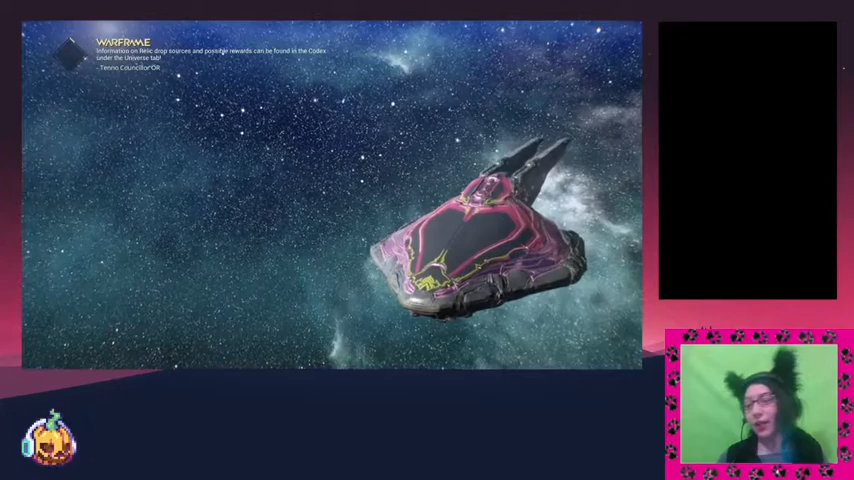 WARFRAME
Information on Relic drop sources and possible rewards can be found in the Codex
under the Universe tab!
- Tenno Councillor OR